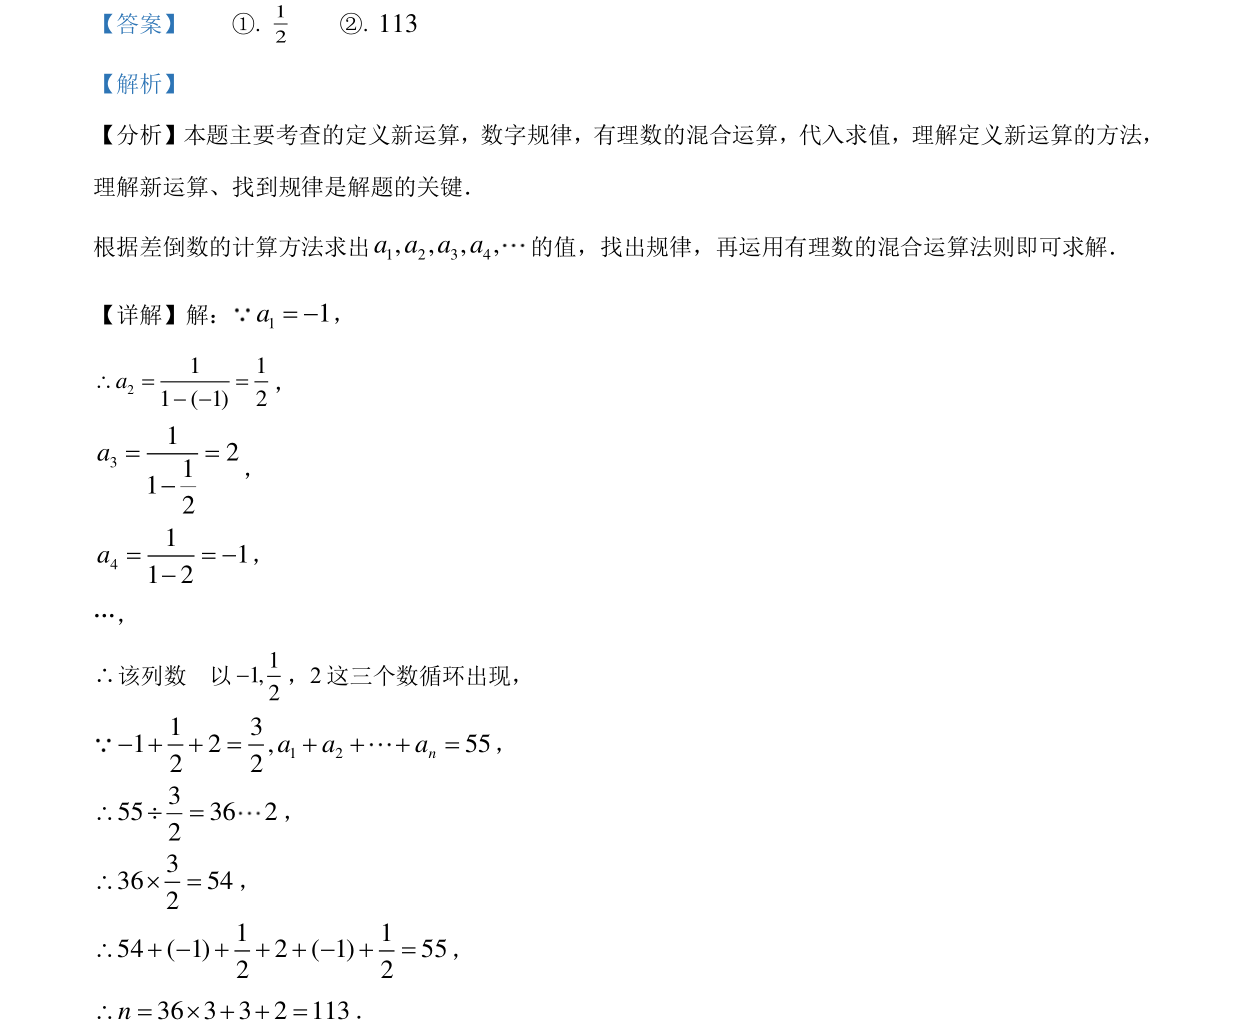 【答案】 ①. 1/2 ②. 113
【解析】
【分析】本题主要考查的定义新运算，数字规律，有理数的混合运算，代入求值，理解定义新运算的方法，
理解新运算、找到规律是解题的关键．
根据差倒数的计算方法求出 a₁,a₂,a₃,a₄,⋯ 的值，找出规律，再运用有理数的混合运算法则即可求解．
【详解】解：∵ a₁ = −1，
∴ a₂ = 1/(1−(−1)) = 1/2，
a₃ = 1/(1−1/2) = 2，
a₄ = 1/(1−2) = −1，
…，
∴该列数 以 −1,1/2，2 这三个数循环出现，
∵ −1+1/2+2=3/2,a₁+a₂+⋯+aₙ=55，
∴55÷3/2=36⋯2，
∴36×3/2=54，
∴54+(−1)+1/2+2+(−1)+1/2=55，
∴n=36×3+3+2=113．